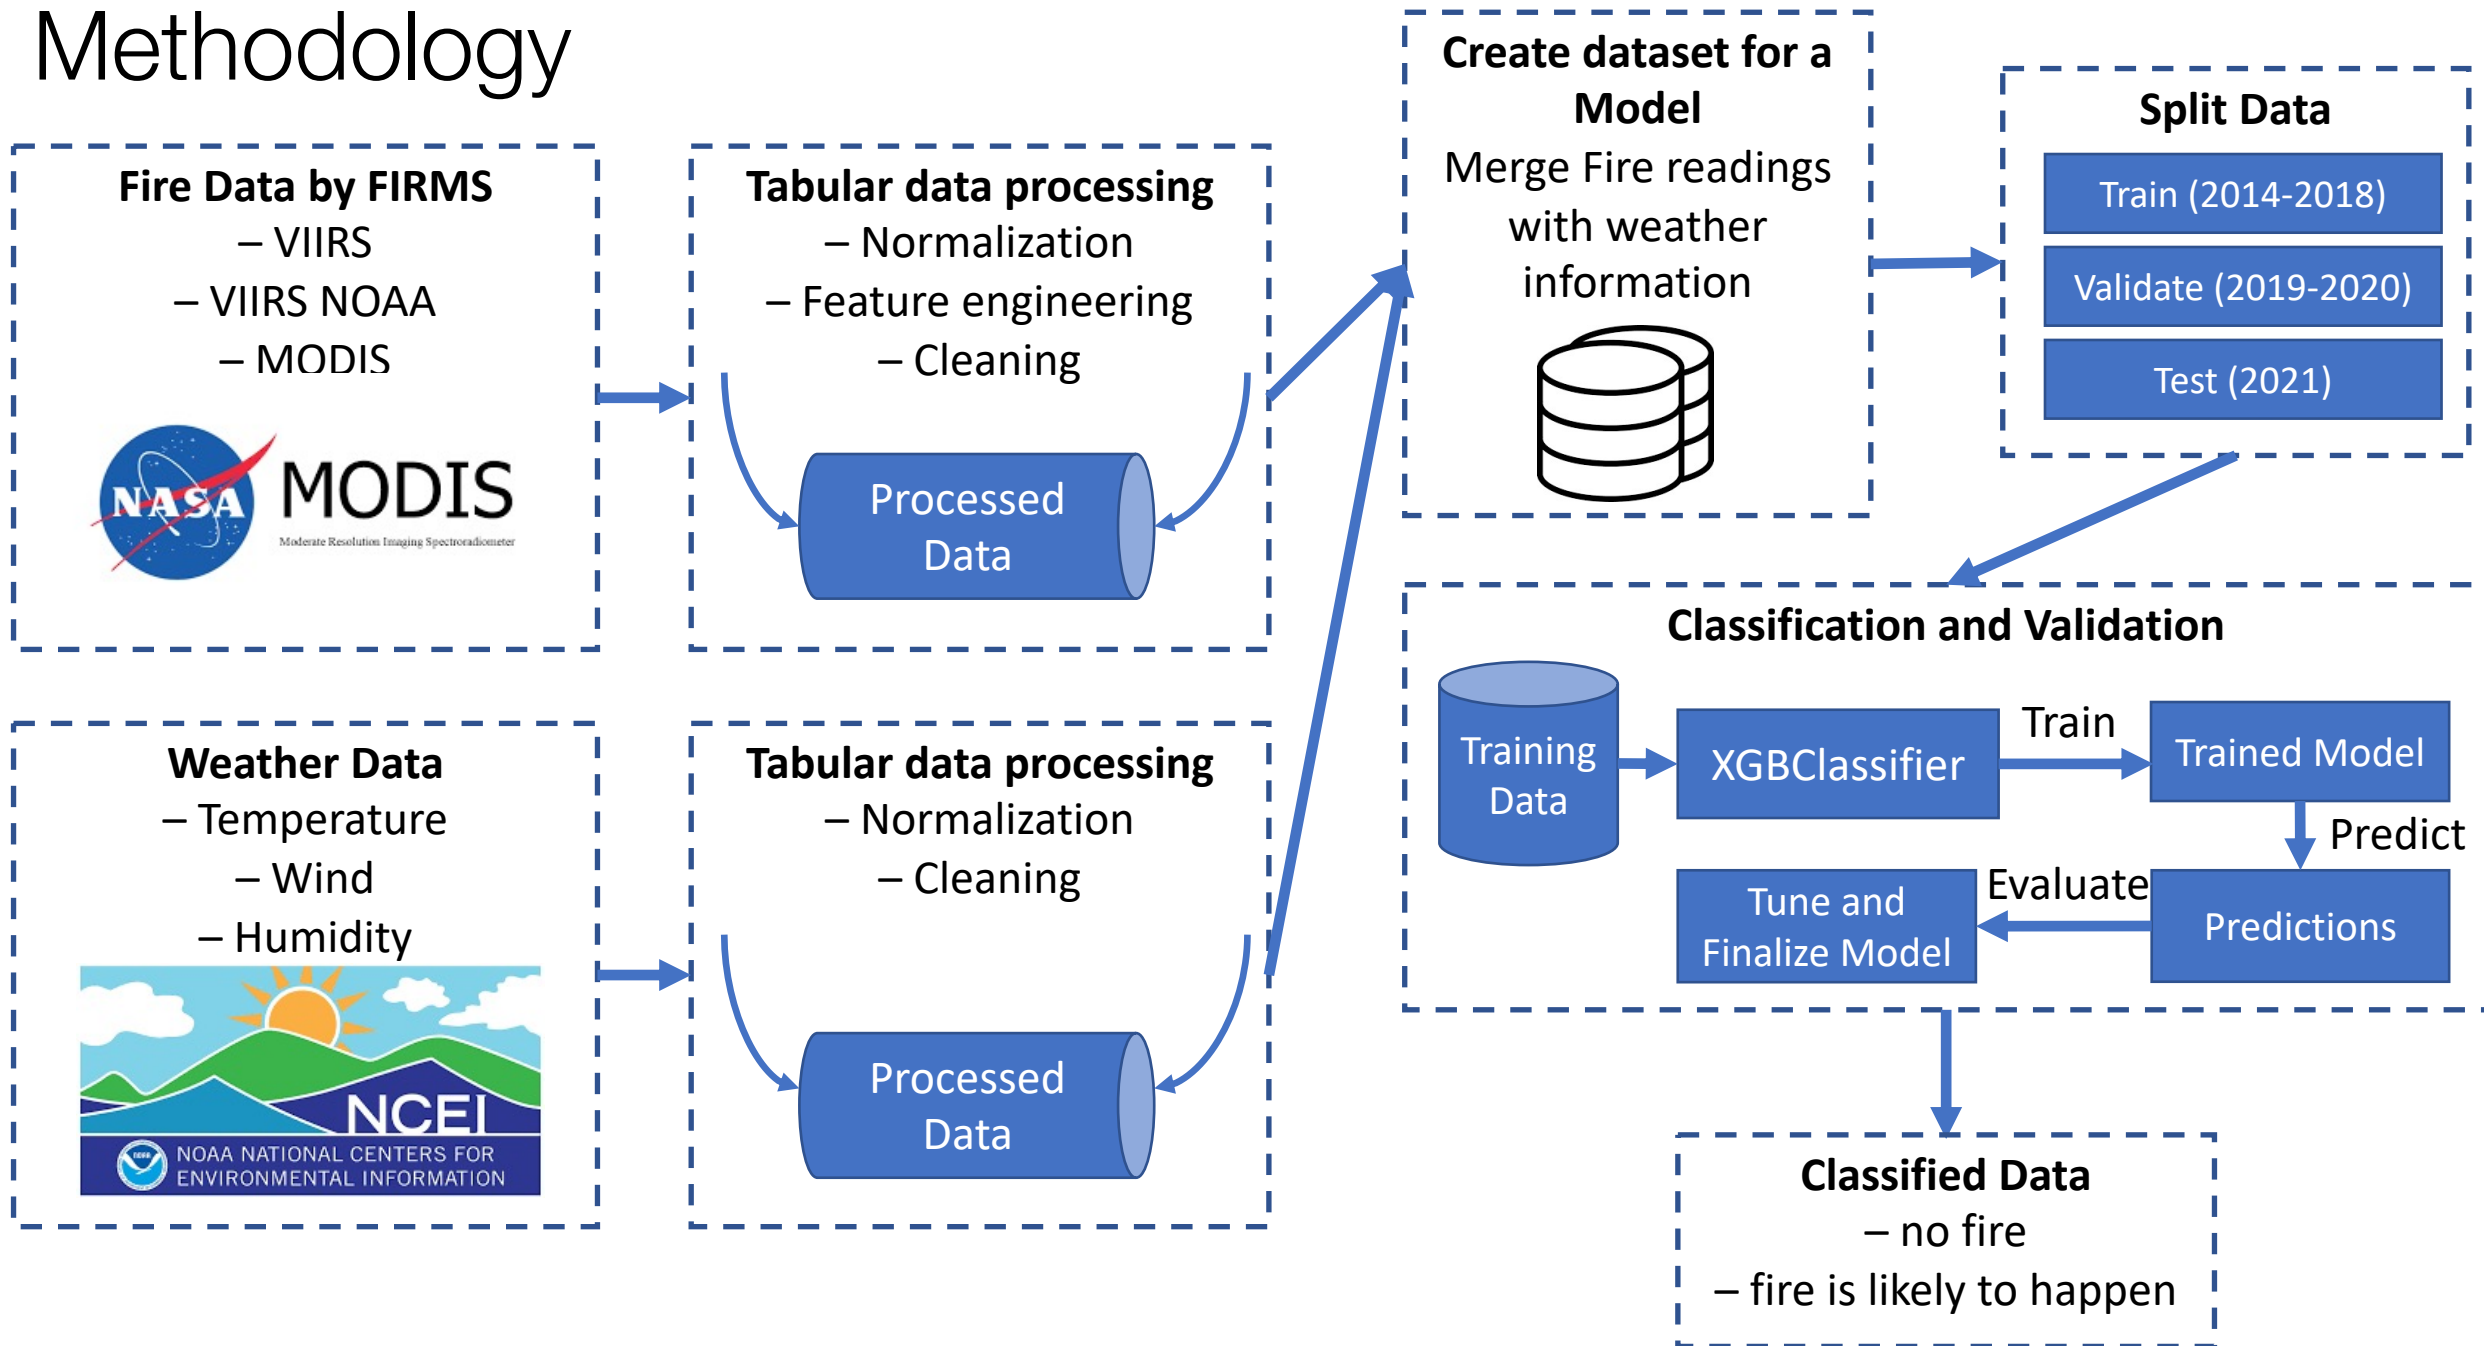 Methodology
Fire Data by FIRMS
– VIIRS
– VIIRS NOAA
– MODIS
NASA
MODIS
Moderate Resolution Imaging Spectroradiometer
Tabular data processing
– Normalization
– Feature engineering
– Cleaning
Processed
Data
Weather Data
– Temperature
– Wind
– Humidity
NCEI
NOAA
NOAA NATIONAL CENTERS FOR
ENVIRONMENTAL INFORMATION
Tabular data processing
– Normalization
– Cleaning
Processed
Data
Create dataset for a
Model
Merge Fire readings
with weather
information
Split Data
Train (2014-2018)
Validate (2019-2020)
Test (2021)
Classification and Validation
Training
Data
XGBClassifier
Train
Trained Model
Predict
Predictions
Evaluate
Tune and
Finalize Model
Classified Data
– no fire
– fire is likely to happen